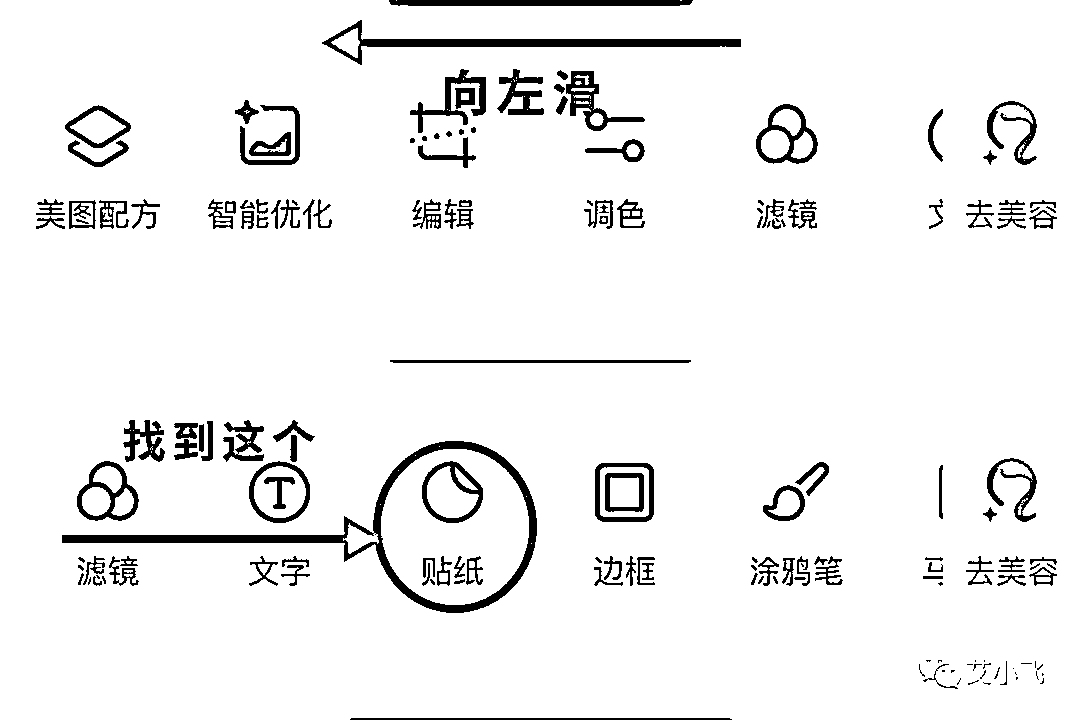 向左滑
美图配方 智能优化 编辑 调色 滤镜 去美容
找到这个
滤镜 文字 贴纸 边框 涂鸦笔 去美容
艾小飞